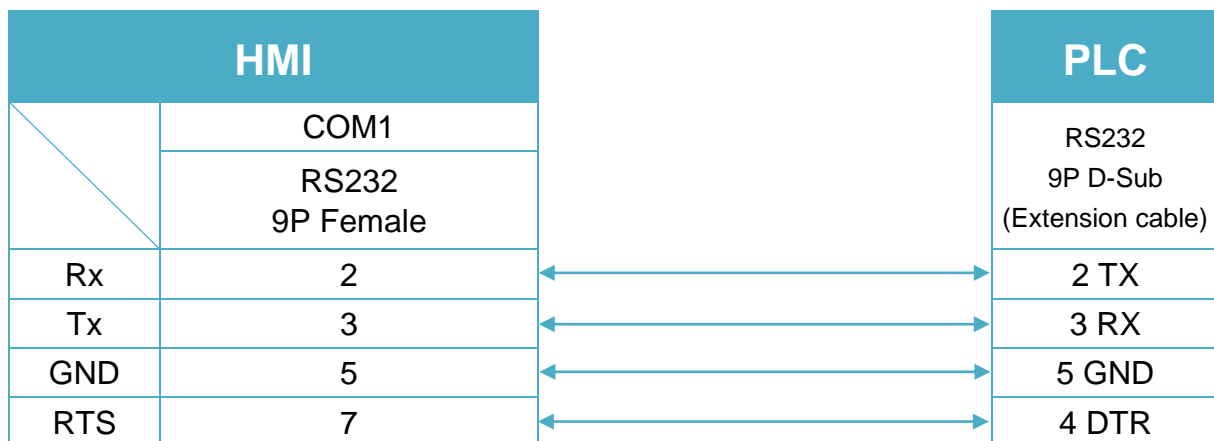 HMI PLC
COM1
RS232
9P Female
RS232
9P D-Sub
(Extension cable)
Rx 2 2 TX
Tx 3 3 RX
GND 5 5 GND
RTS 7 4 DTR